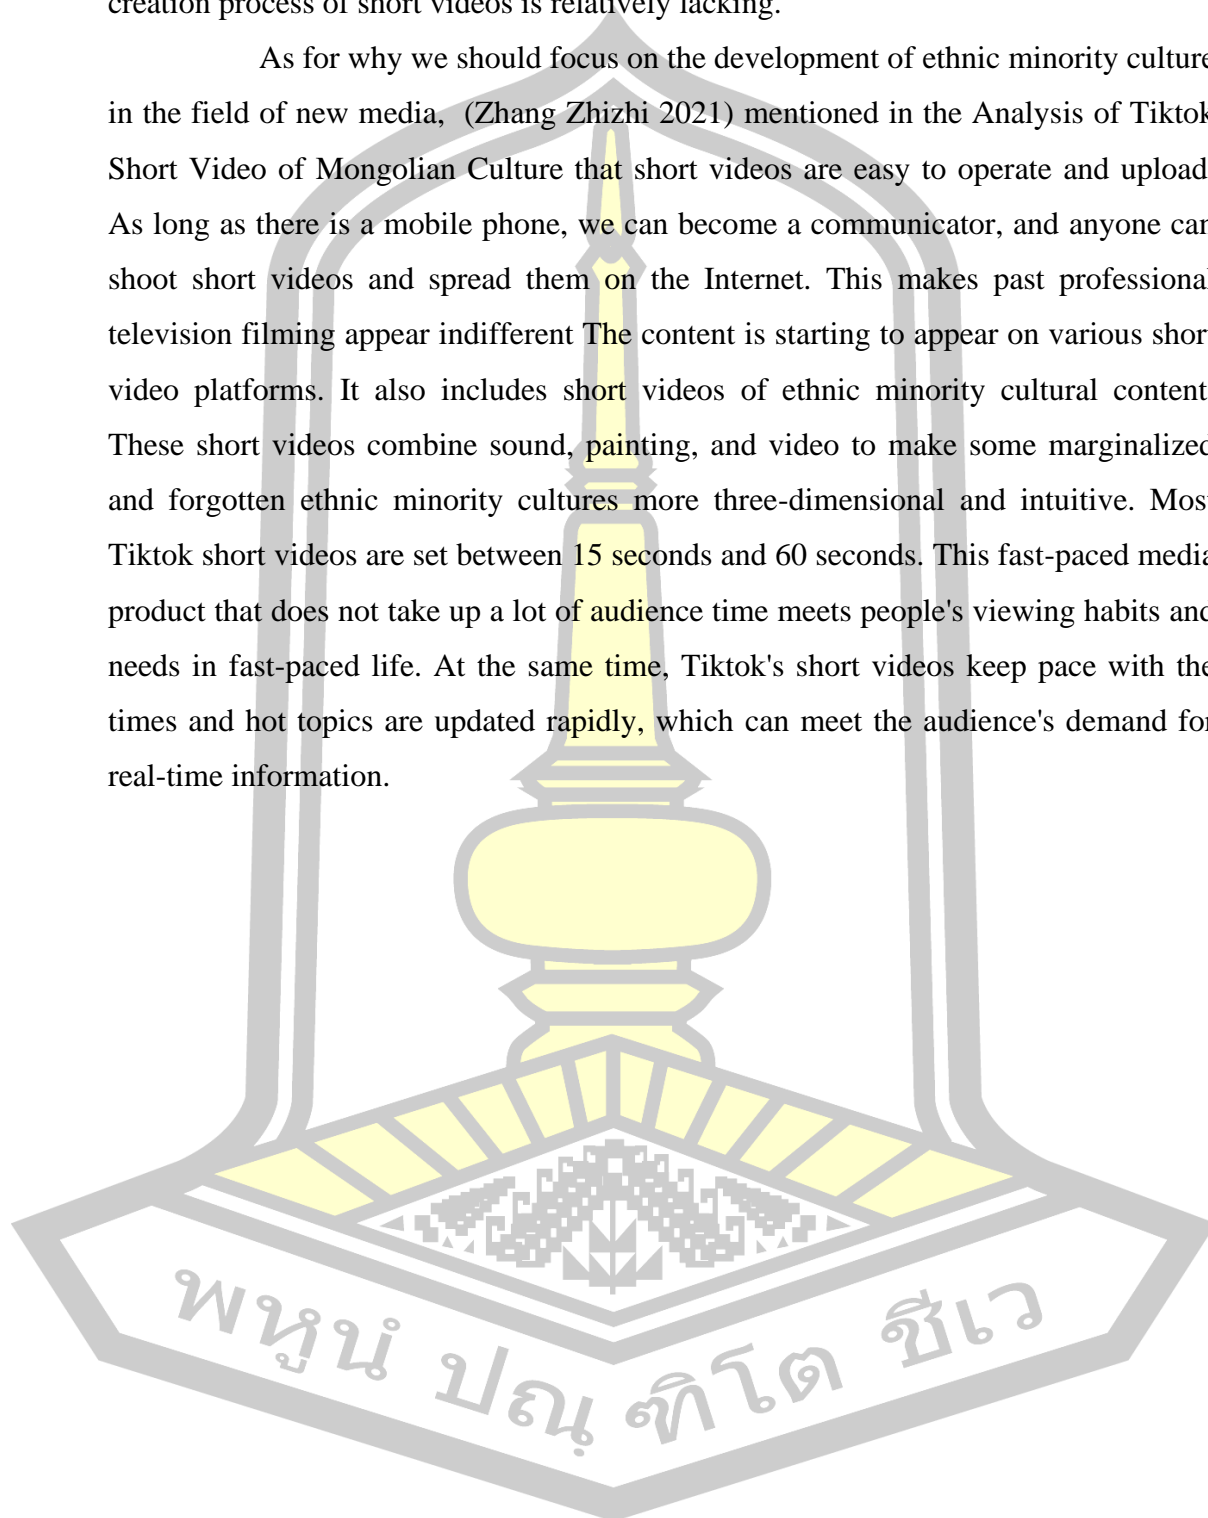 creation process of short videos is relatively lacking.
As for why we should focus on the development of ethnic minority culture
in the field of new media, (Zhang Zhizhi 2021) mentioned in the Analysis of Tiktok
Short Video of Mongolian Culture that short videos are easy to operate and upload
As long as there is a mobile phone, we can become a communicator, and anyone can
shoot short videos and spread them on the Internet. This makes past professional
television filming appear indifferent The content is starting to appear on various short
video platforms. It also includes short videos of ethnic minority cultural content
These short videos combine sound, painting, and video to make some marginalized
and forgotten ethnic minority cultures more three-dimensional and intuitive. Most
Tiktok short videos are set between 15 seconds and 60 seconds. This fast-paced media
product that does not take up a lot of audience time meets people's viewing habits and
needs in fast-paced life. At the same time, Tiktok's short videos keep pace with the
times and hot topics are updated rapidly, which can meet the audience's demand for
real-time information.
พหูนํ ปณฺฑิโต ชีเว